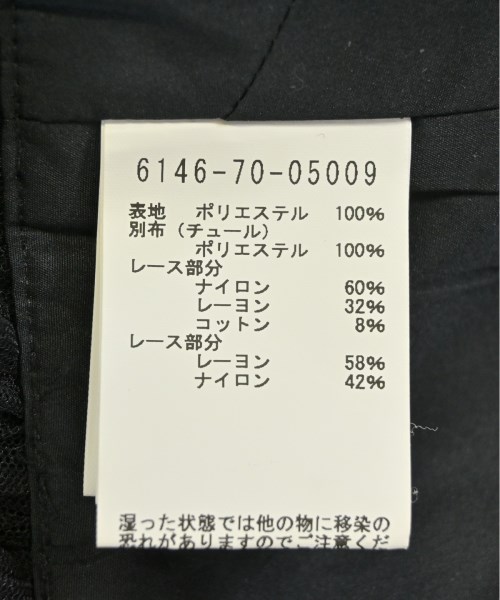 6146-70-05009
表地 ポリエステル 100%
別布(チュール)
ポリエステル 100%
レース部分
ナイロン 60%
レーヨン 32%
コットン 8%
レース部分
レーヨン 58%
ナイロン 42%
湿った状態では他の物に移染の
恐れがありますのでご注意くだ